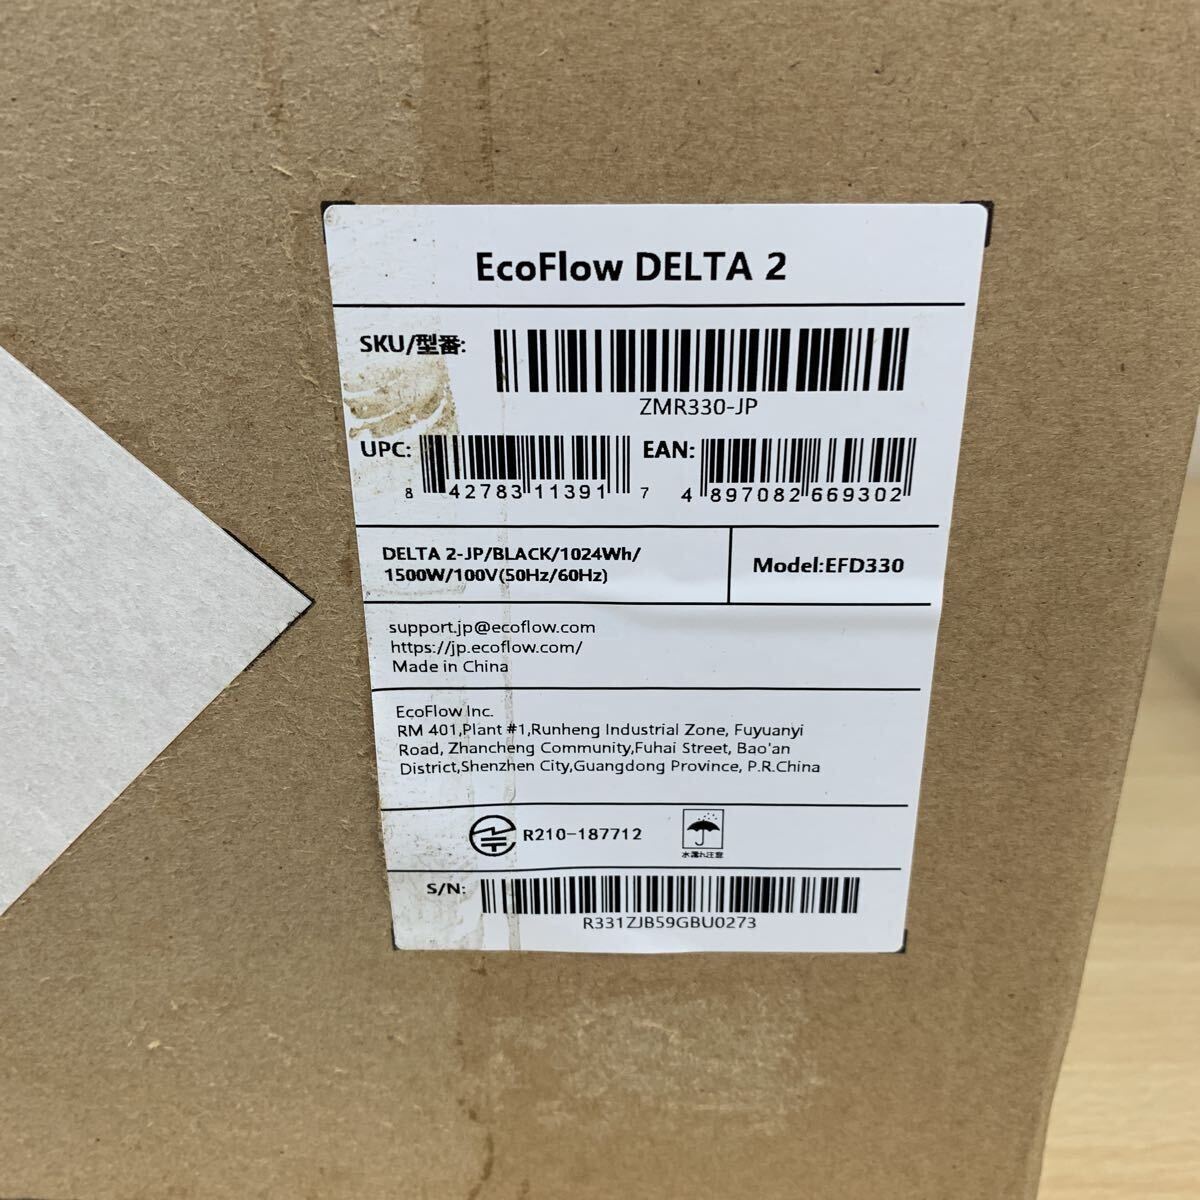 EcoFlow DELTA 2
SKU/型番:
ZMR330-JP
UPC: 8 42783 11391 7
EAN: 4 897082 669302
DELTA 2-JP/BLACK/1024Wh/
1500W/100V(50Hz/60Hz)
Model:EFD330
support.jp@ecoflow.com
https://jp.ecoflow.com/
Made in China
EcoFlow Inc.
RM 401,Plant #1,Runheng Industrial Zone, Fuyuanyi
Road, Zhancheng Community,Fuhai Street, Bao'an
District,Shenzhen City,Guangdong Province, P.R.China
R210-187712
水濡れ注意
S/N:
R331ZJB59GBU0273